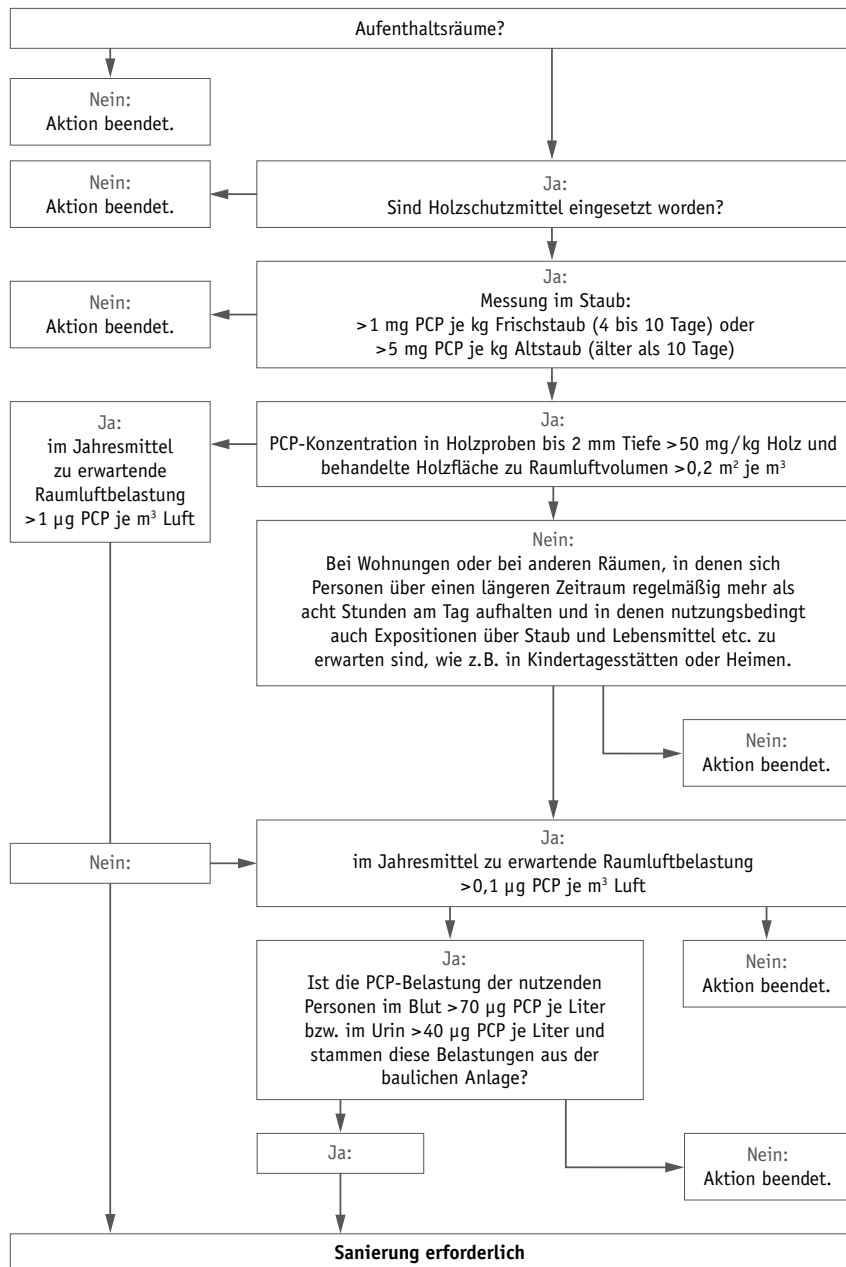 Aufenthaltsräume?
Nein:
Aktion beendet.
Nein:
Aktion beendet.
Ja:
Sind Holzschutzmittel eingesetzt worden?
Nein:
Aktion beendet.
Ja:
Messung im Staub:
>1 mg PCP je kg Frischstaub (4 bis 10 Tage) oder
>5 mg PCP je kg Altstaub (älter als 10 Tage)
Ja:
im Jahresmittel
zu erwartende
Raumluftbelastung
>1 µg PCP je m³ Luft
Ja:
PCP-Konzentration in Holzproben bis 2 mm Tiefe >50 mg/kg Holz und
behandelte Holzfläche zu Raumluftvolumen >0,2 m² je m³
Nein:
Bei Wohnungen oder bei anderen Räumen, in denen sich
Personen über einen längeren Zeitraum regelmäßig mehr als
acht Stunden am Tag aufhalten und in denen nutzungsbedingt
auch Expositionen über Staub und Lebensmittel etc. zu
erwarten sind, wie z.B. in Kindertagesstätten oder Heimen.
Nein:
Aktion beendet.
Nein:
Ja:
im Jahresmittel zu erwartende Raumluftbelastung
>0,1 µg PCP je m³ Luft
Ja:
Ist die PCP-Belastung der nutzenden
Personen im Blut >70 µg PCP je Liter
bzw. im Urin >40 µg PCP je Liter und
stammen diese Belastungen aus der
baulichen Anlage?
Nein:
Aktion beendet.
Ja:
Nein:
Aktion beendet.
Sanierung erforderlich